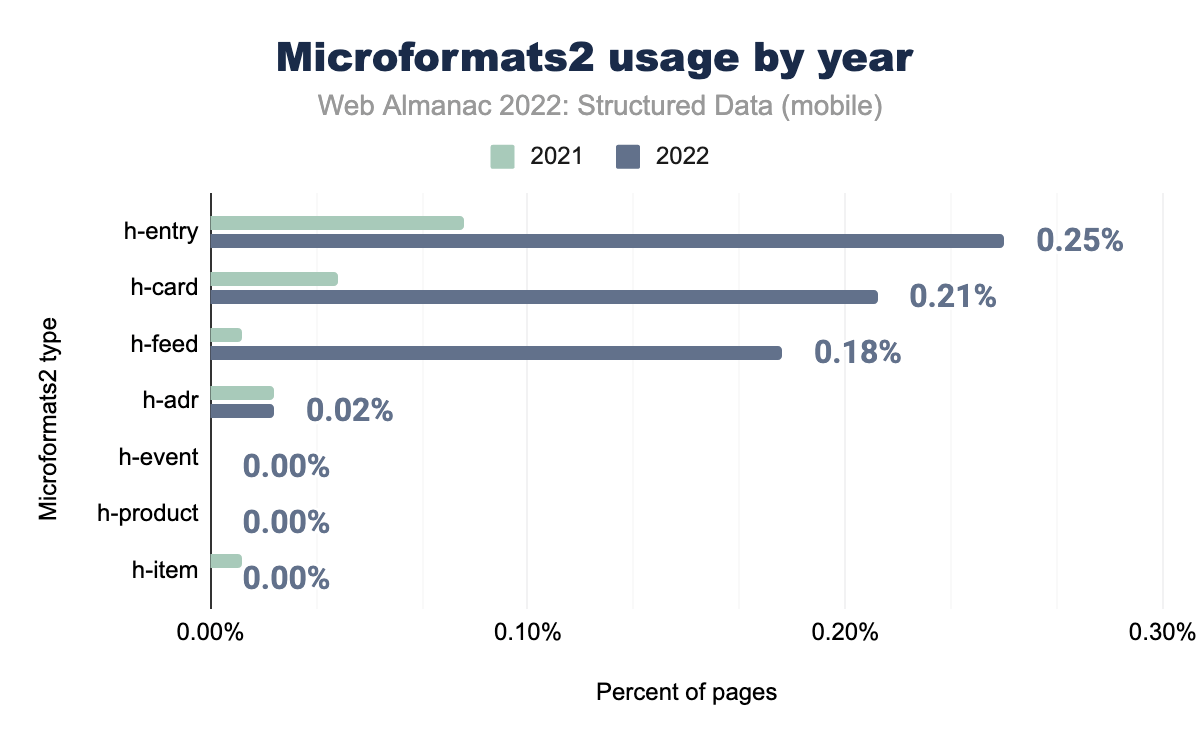 Microformats2 usage by year
Web Almanac 2022: Structured Data (mobile)
2021 2022
h-entry 0.25%
h-card 0.21%
h-feed 0.18%
h-adr 0.02%
h-event 0.00%
h-product 0.00%
h-item 0.00%
Microformats2 type
0.00% 0.10% 0.20% 0.30%
Percent of pages